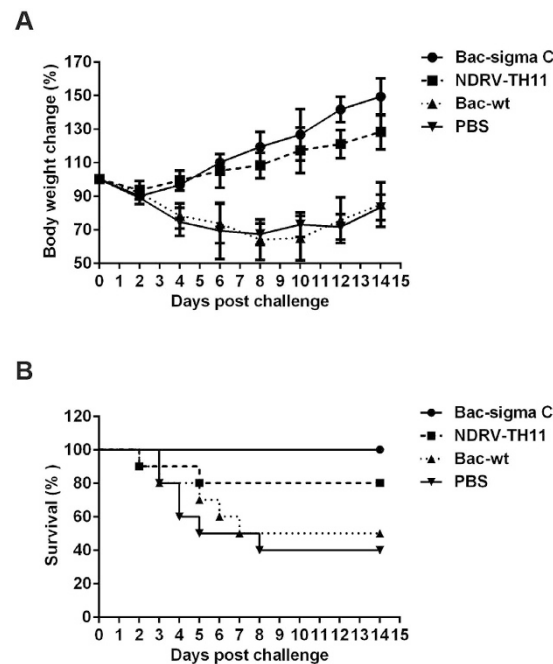 A
Body weight change (%)
170
150
130
110
90
70
50
0 1 2 3 4 5 6 7 8 9 10 11 12 13 14 15
Days post challenge
Bac-sigma C
NDRV-TH11
Bac-wt
PBS
B
Survival (% )
120
100
80
60
40
20
0
0 1 2 3 4 5 6 7 8 9 10 11 12 13 14 15
Days post challenge
Bac-sigma C
NDRV-TH11
Bac-wt
PBS